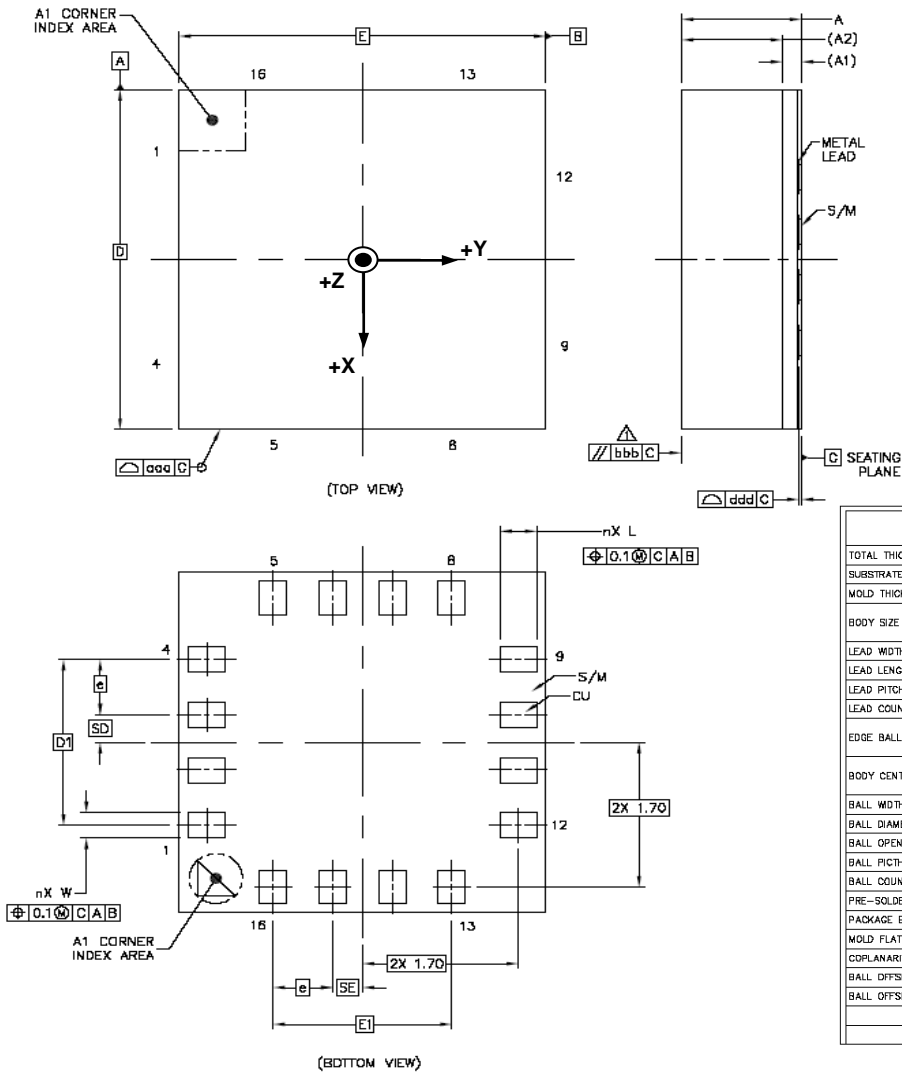 A1 CORNER
INDEX AREA
E
B
A
(A2)
(A1)
A
16
13
1
12
METAL
LEAD
S/M
D
+Y
+Z
+X
4
9
5
8
aaa C
(TOP VIEW)
1
// bbb C
C SEATING
PLANE
ddd C
nX L
0.1 M C A B
5
8
4
9
S/M
CU
e
SD
D1
2X 1.70
1
12
nX W
0.1 M C A B
A1 CORNER
INDEX AREA
16
13
2X 1.70
e
SE
E1
(BOTTOM VIEW)
TOTAL THIC
SUBSTRATE
MOLD THICK
BODY SIZE
LEAD WIDTH
LEAD LENG
LEAD PITCH
LEAD COUN
EDGE BALL
BODY CENT
BALL WIDTH
BALL DIAME
BALL OPEN
BALL PICTH
BALL COUN
PRE-SOLDE
PACKAGE E
MOLD FLAT
COPLANARI
BALL OFFS
BALL OFFS